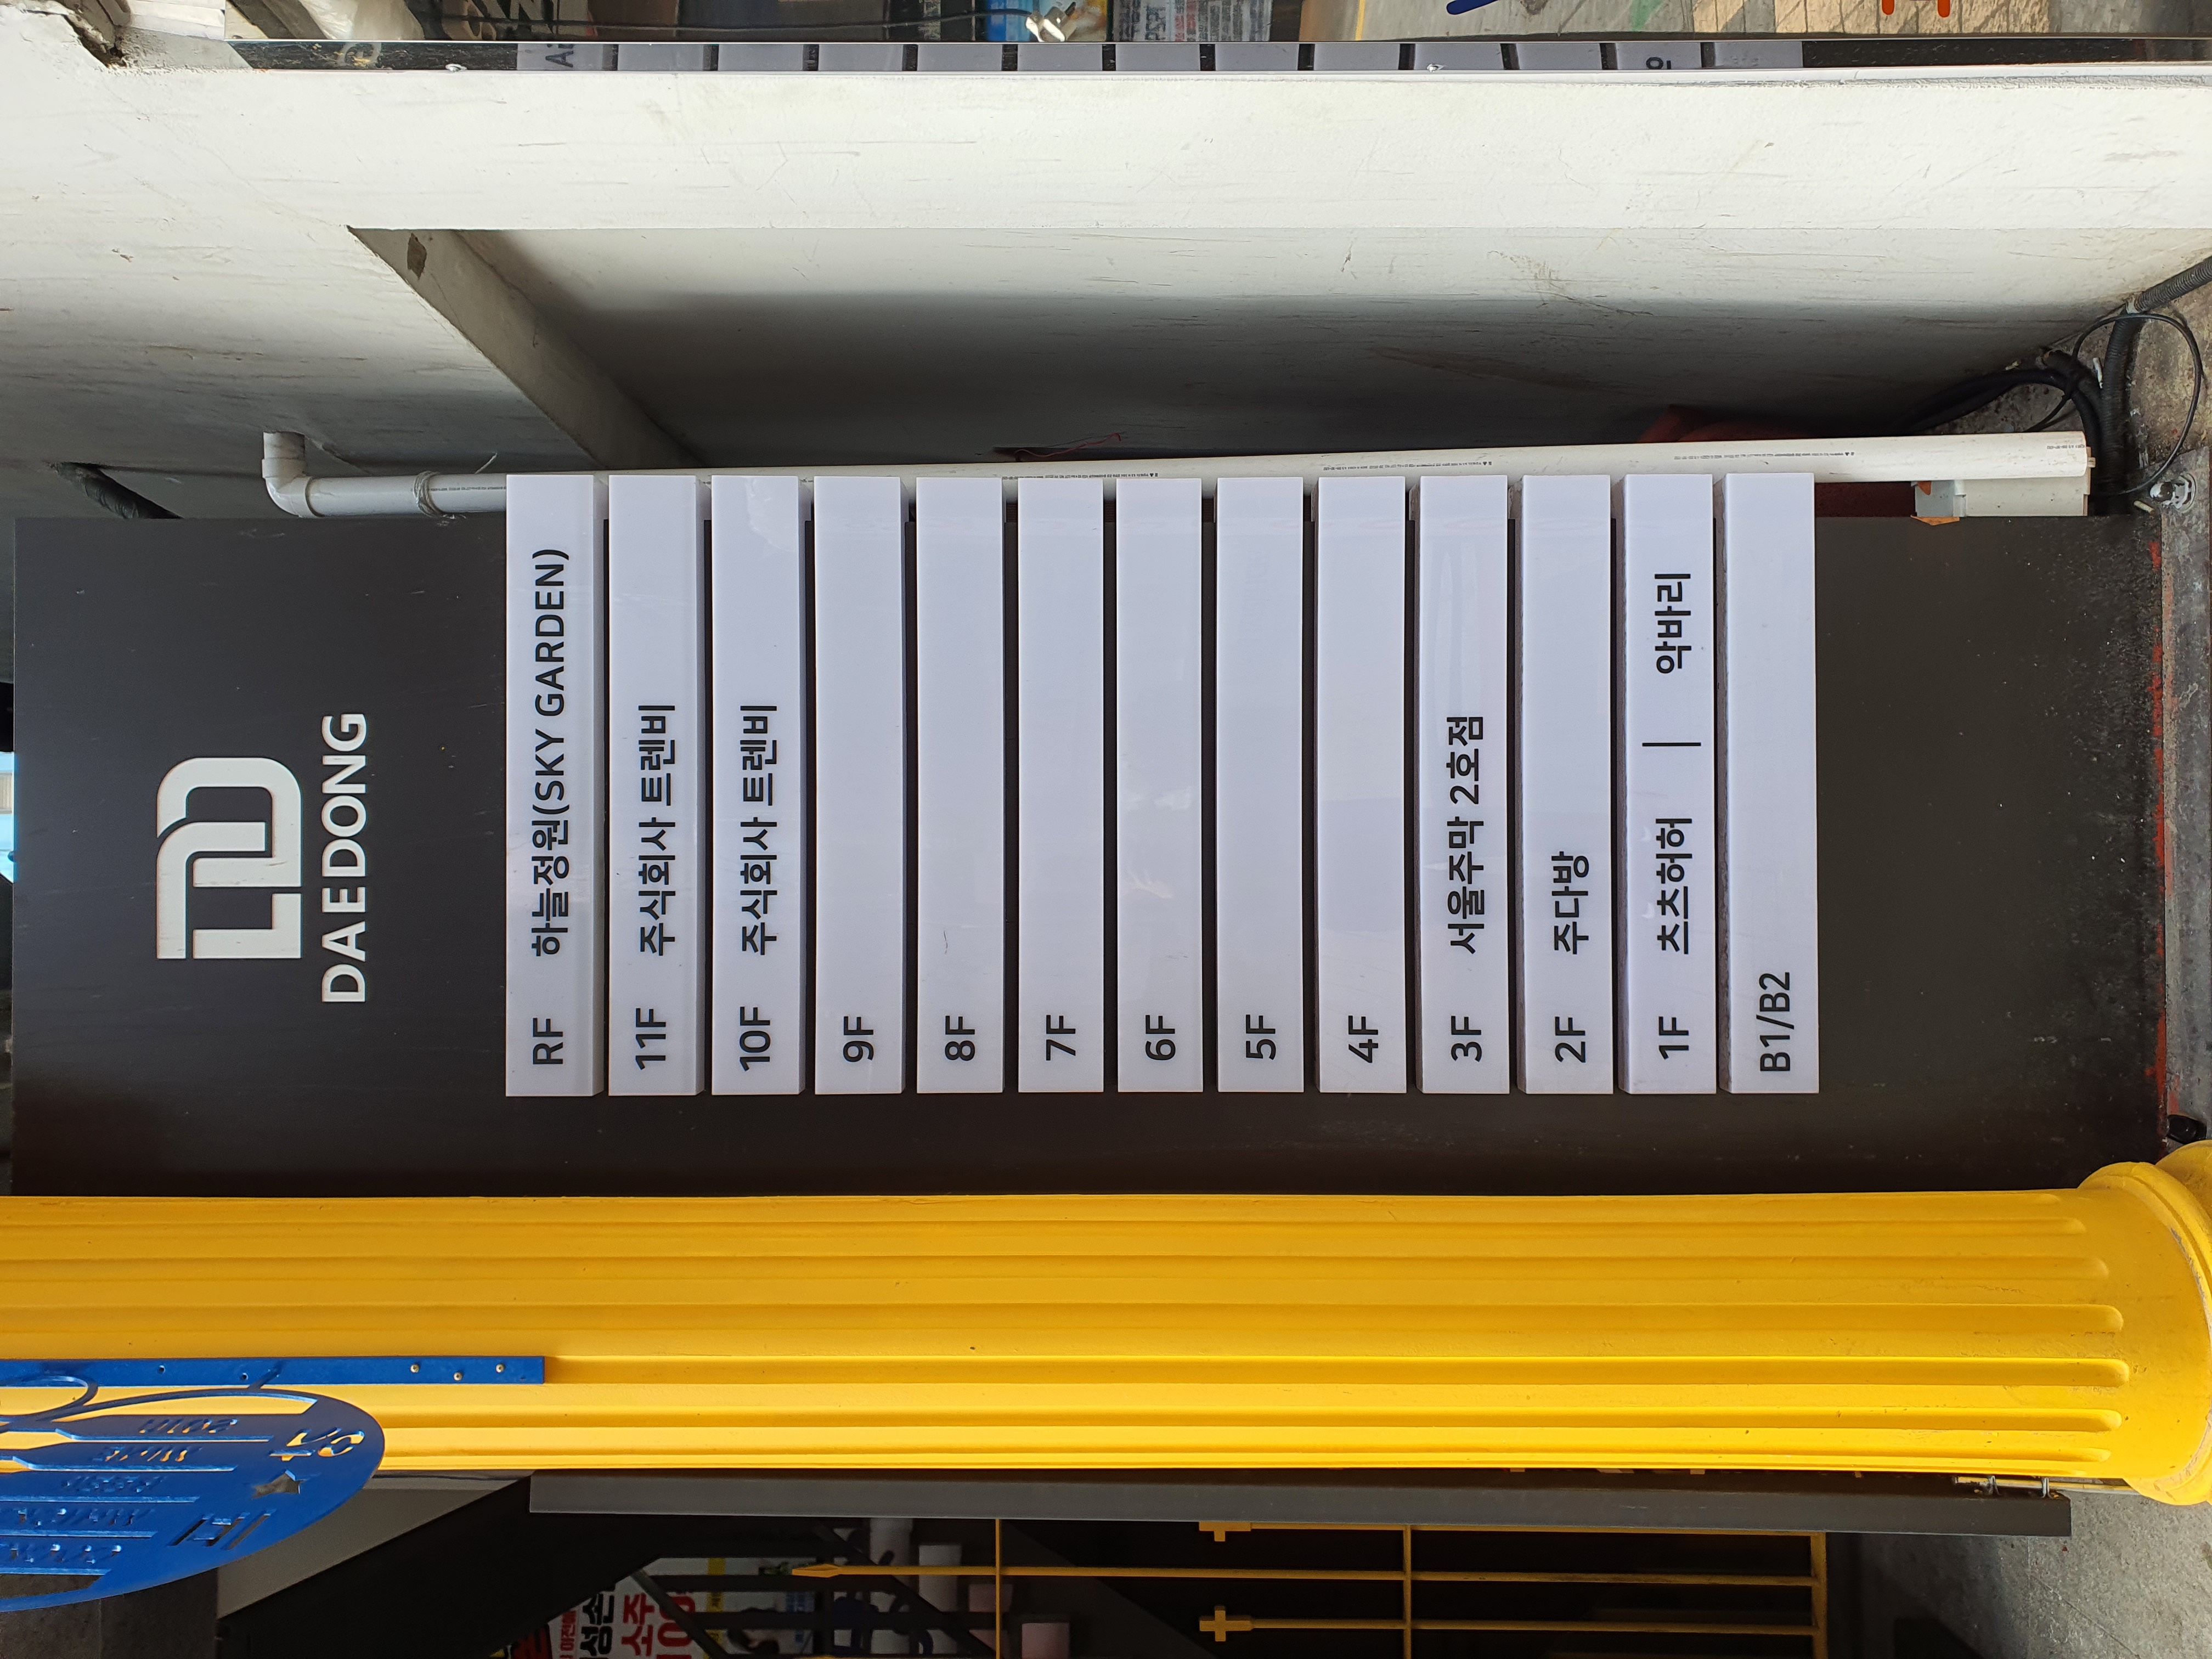 DAEDONG
RF 하늘정원(SKY GARDEN)
11F 주식회사 트렌비
10F 주식회사 트렌비
9F
8F
7F
6F
5F
4F
3F 서울주막 2호점
2F 주다방
1F 츠츠허허 | 악바리
B1/B2